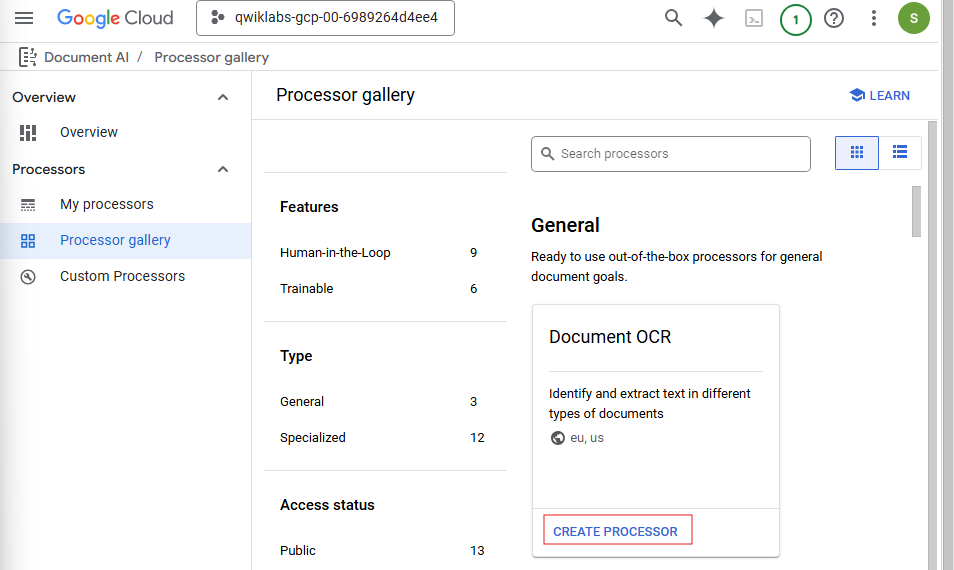 Google Cloud
qwiklabs-gcp-00-6989264d4ee4
1
S
Document AI / Processor gallery
Overview
Overview
Processors
My processors
Processor gallery
Custom Processors
Processor gallery
LEARN
Search processors
Features
Human-in-the-Loop 9
Trainable 6
Type
General 3
Specialized 12
Access status
Public 13
General
Ready to use out-of-the-box processors for general
document goals.
Document OCR
Identify and extract text in different
types of documents
eu, us
CREATE PROCESSOR